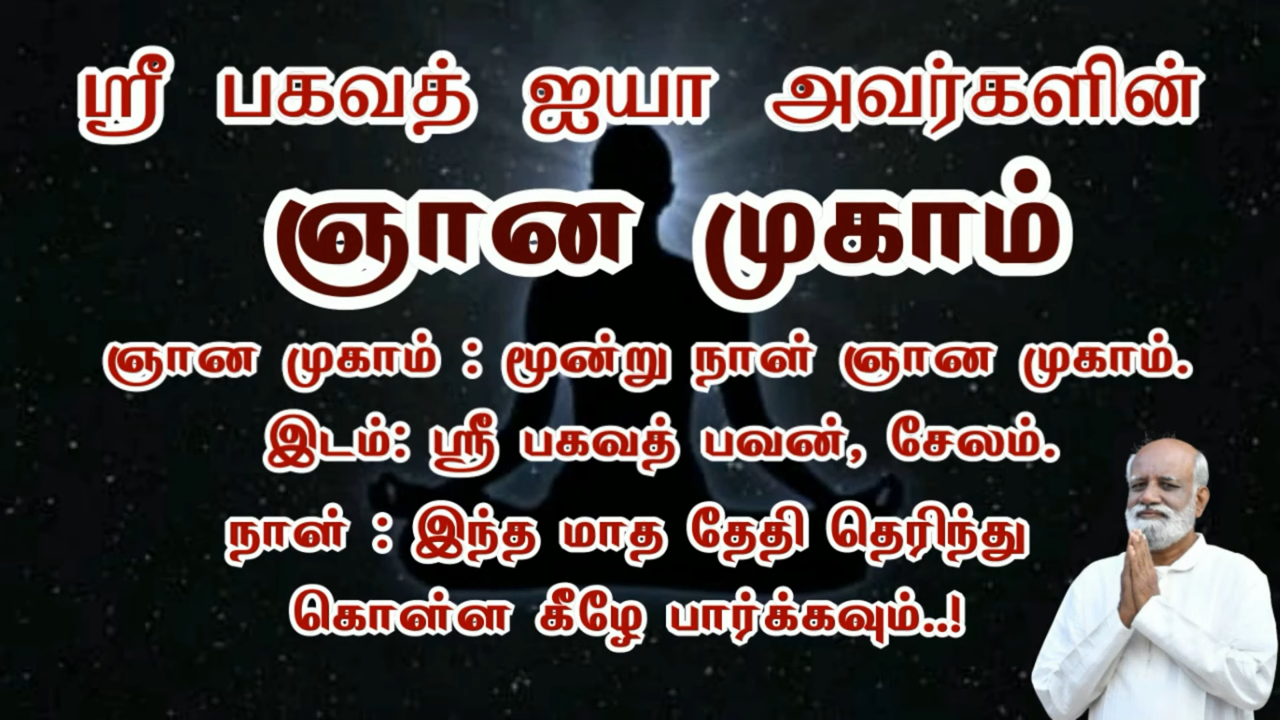 ஸ்ரீ பகவத் ஐயா அவர்களின்
ஞான முகாம்
ஞான முகாம் : மூன்று நாள் ஞான முகாம்.
இடம்: ஸ்ரீ பகவத் பவன், சேலம்.
நாள் : இந்த மாத தேதி தெரிந்து
கொள்ள கீழே பார்க்கவும்..!